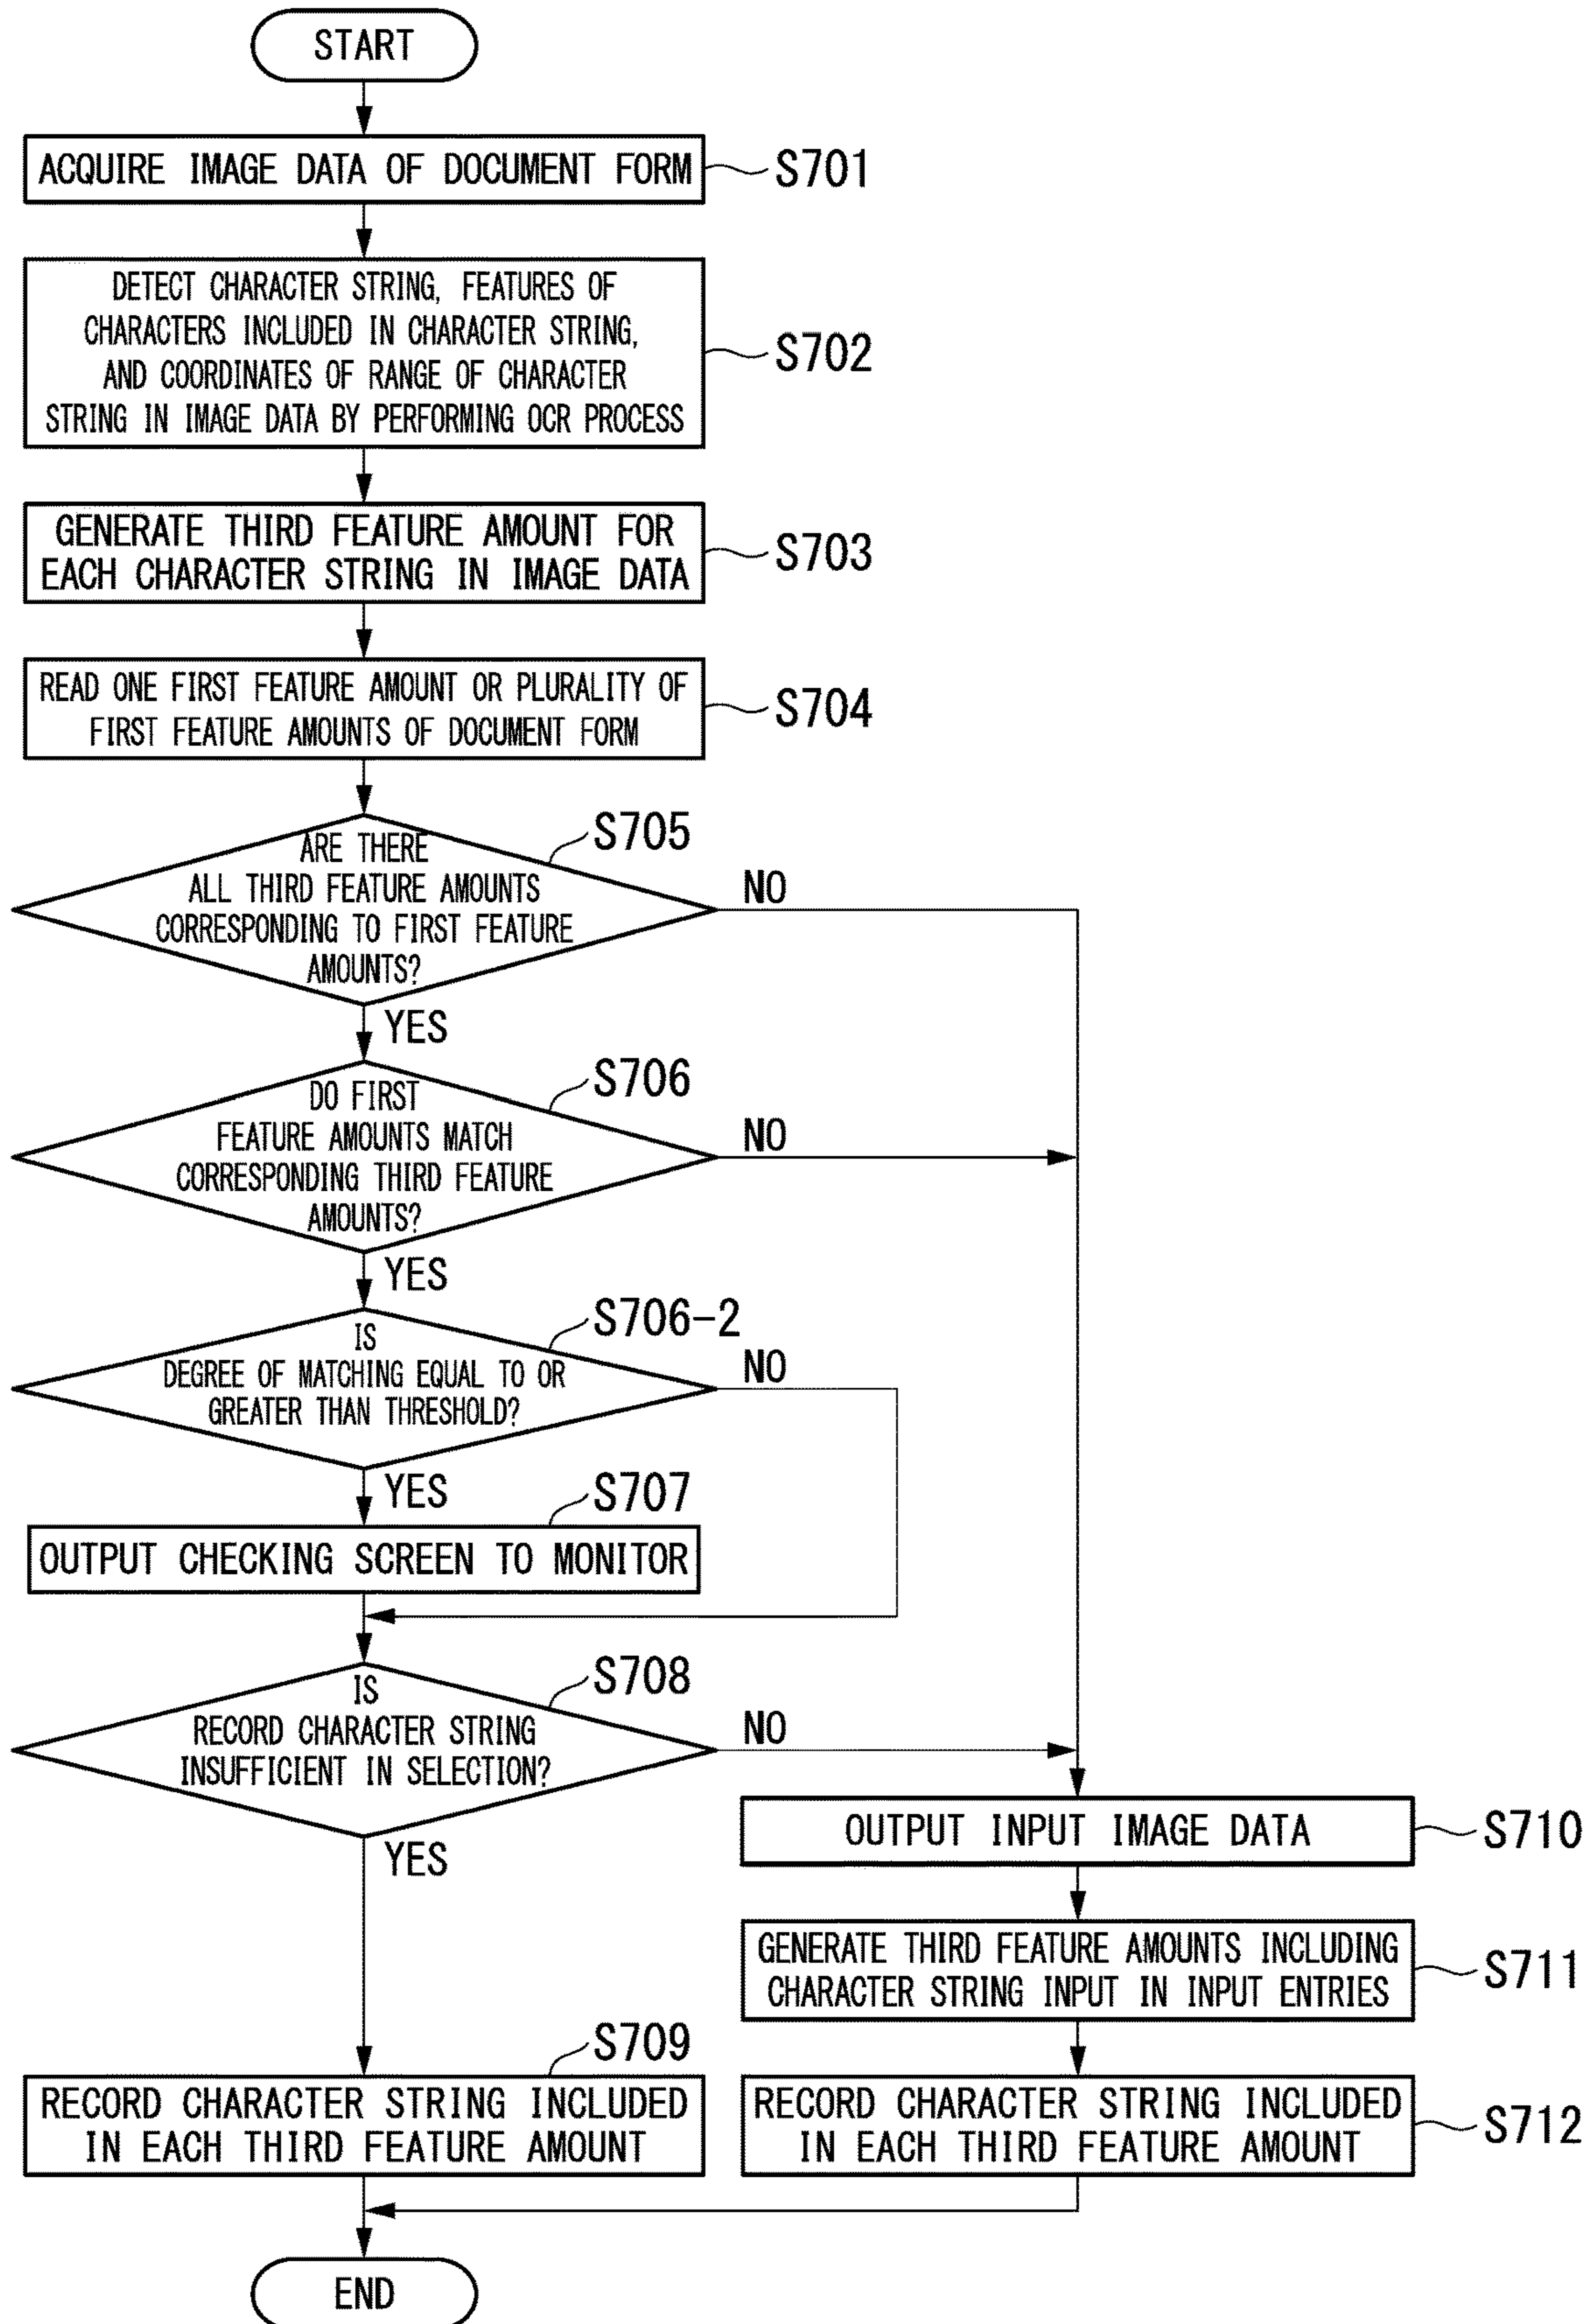 START
ACQUIRE IMAGE DATA OF DOCUMENT FORM
S701
DETECT CHARACTER STRING, FEATURES OF
CHARACTERS INCLUDED IN CHARACTER STRING,
AND COORDINATES OF RANGE OF CHARACTER
STRING IN IMAGE DATA BY PERFORMING OCR PROCESS
S702
GENERATE THIRD FEATURE AMOUNT FOR
EACH CHARACTER STRING IN IMAGE DATA
S703
READ ONE FIRST FEATURE AMOUNT OR PLURALITY OF
FIRST FEATURE AMOUNTS OF DOCUMENT FORM
S704
S705
ARE THERE
ALL THIRD FEATURE AMOUNTS
CORRESPONDING TO FIRST FEATURE
AMOUNTS?
NO
YES
S706
DO FIRST
FEATURE AMOUNTS MATCH
CORRESPONDING THIRD FEATURE
AMOUNTS?
NO
YES
S706-2
IS
DEGREE OF MATCHING EQUAL TO OR
GREATER THAN THRESHOLD?
NO
YES
S707
OUTPUT CHECKING SCREEN TO MONITOR
S708
IS
RECORD CHARACTER STRING
INSUFFICIENT IN SELECTION?
NO
YES
OUTPUT INPUT IMAGE DATA
S710
GENERATE THIRD FEATURE AMOUNTS INCLUDING
CHARACTER STRING INPUT IN INPUT ENTRIES
S711
S709
RECORD CHARACTER STRING INCLUDED
IN EACH THIRD FEATURE AMOUNT
RECORD CHARACTER STRING INCLUDED
IN EACH THIRD FEATURE AMOUNT
S712
END